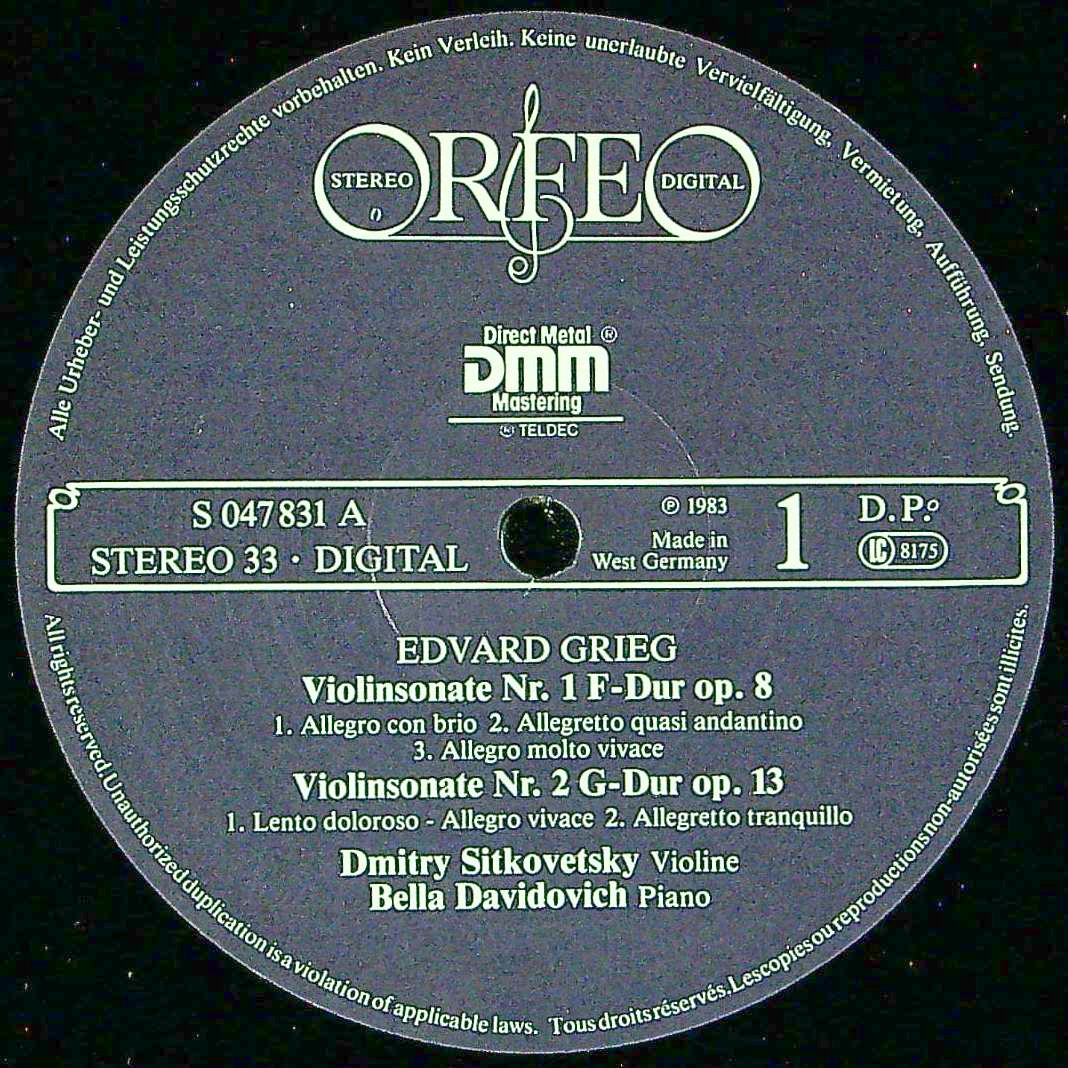 Alle Urheber- und Leistungsschutzrechte vorbehalten. Kein Verleih. Keine unerlaubte Vervielfältigung, Vermietung, Aufführung, Sendung.
ORFEO
STEREO
DIGITAL
Direct Metal ®
DMM
Mastering
TELDEC
S 047831 A
STEREO 33 · DIGITAL
℗ 1983
Made in
West Germany
1
D.P.º
LC 8175
EDVARD GRIEG
Violinsonate Nr. 1 F-Dur op. 8
1. Allegro con brio 2. Allegretto quasi andantino
3. Allegro molto vivace
Violinsonate Nr. 2 G-Dur op. 13
1. Lento doloroso - Allegro vivace 2. Allegretto tranquillo
Dmitry Sitkovetsky Violine
Bella Davidovich Piano
All rights reserved. Unauthorized duplication is a violation of applicable laws. Tous droits réservés. Les copies ou reproductions non-autorisées sont illicites.